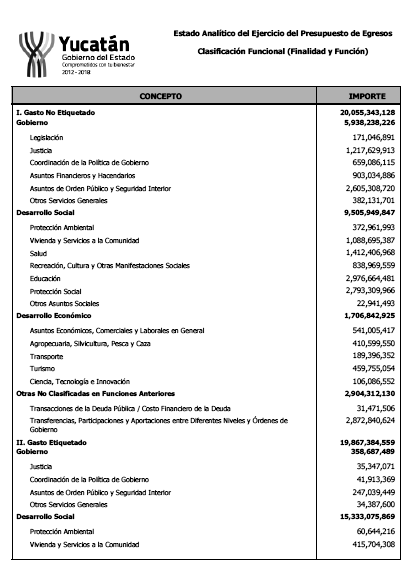 Yucatán
Gobierno del Estado
Comprometidos con tu bienestar
2012 - 2018
Estado Analítico del Ejercicio del Presupuesto de Egresos
Clasificación Funcional (Finalidad y Función)
CONCEPTO IMPORTE
I. Gasto No Etiquetado 20,055,343,128
Gobierno 5,938,238,226
Legislación 171,046,891
Justicia 1,217,629,913
Coordinación de la Política de Gobierno 659,086,115
Asuntos Financieros y Hacendarios 903,034,886
Asuntos de Orden Público y Seguridad Interior 2,605,308,720
Otros Servicios Generales 382,131,701
Desarrollo Social 9,505,949,847
Protección Ambiental 372,961,993
Vivienda y Servicios a la Comunidad 1,088,695,387
Salud 1,412,406,968
Recreación, Cultura y Otras Manifestaciones Sociales 838,969,559
Educación 2,976,664,481
Protección Social 2,793,309,966
Otros Asuntos Sociales 22,941,493
Desarrollo Económico 1,706,842,925
Asuntos Económicos, Comerciales y Laborales en General 541,005,417
Agropecuaria, Silvicultura, Pesca y Caza 410,599,550
Transporte 189,396,352
Turismo 459,755,054
Ciencia, Tecnología e Innovación 106,086,552
Otras No Clasificadas en Funciones Anteriores 2,904,312,130
Transacciones de la Deuda Pública / Costo Financiero de la Deuda 31,471,506
Transferencias, Participaciones y Aportaciones entre Diferentes Niveles y Órdenes de 2,872,840,624
Gobierno
II. Gasto Etiquetado 19,867,384,559
Gobierno 358,687,489
Justicia 35,347,071
Coordinación de la Política de Gobierno 41,913,369
Asuntos de Orden Público y Seguridad Interior 247,039,449
Otros Servicios Generales 34,387,600
Desarrollo Social 15,333,075,869
Protección Ambiental 60,644,216
Vivienda y Servicios a la Comunidad 415,704,308